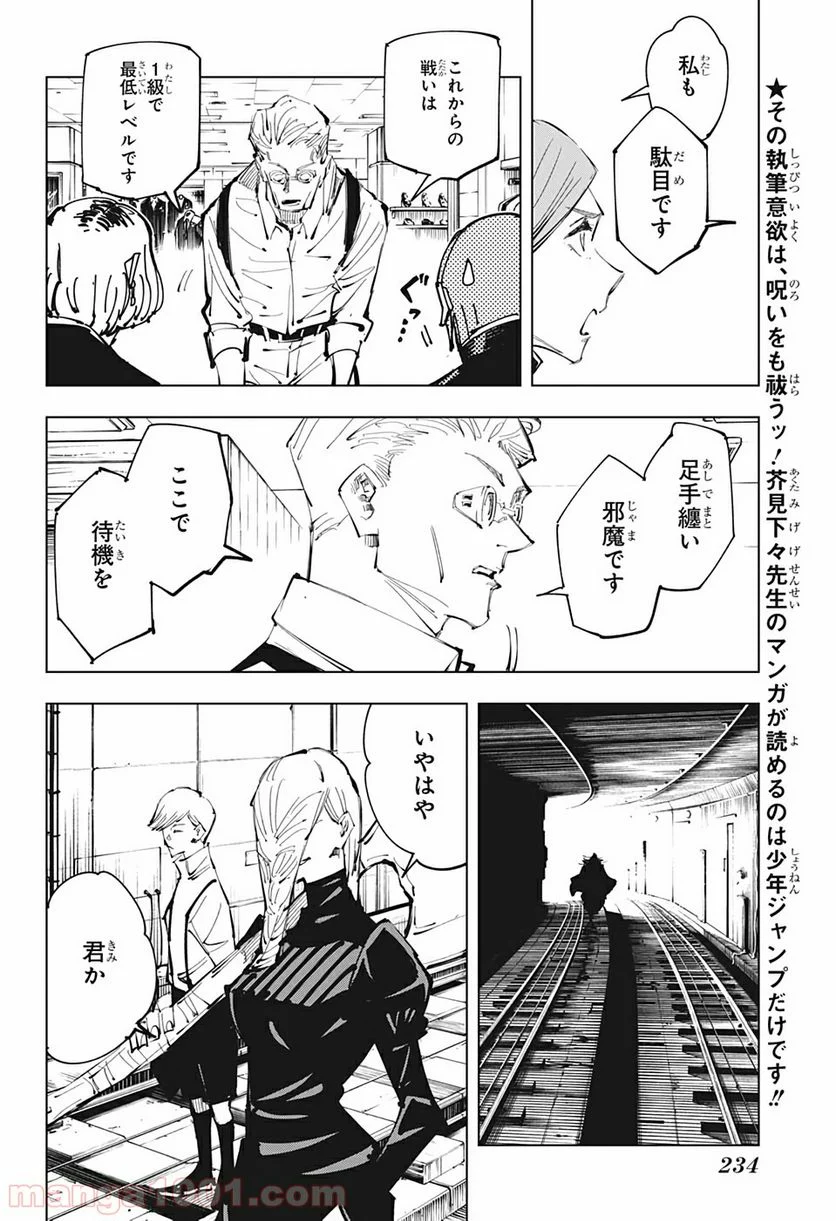 ★その執筆意欲は、呪いをも祓うッ!芥見下々先生のマンガが読めるのは少年ジャンプだけです!!
私も
駄目です
これからの
戦いは
1級で
最低レベルです
ぐっ…
足手纏い
邪魔です
ここで
待機を
いやはや
君か
234
manga1001.com